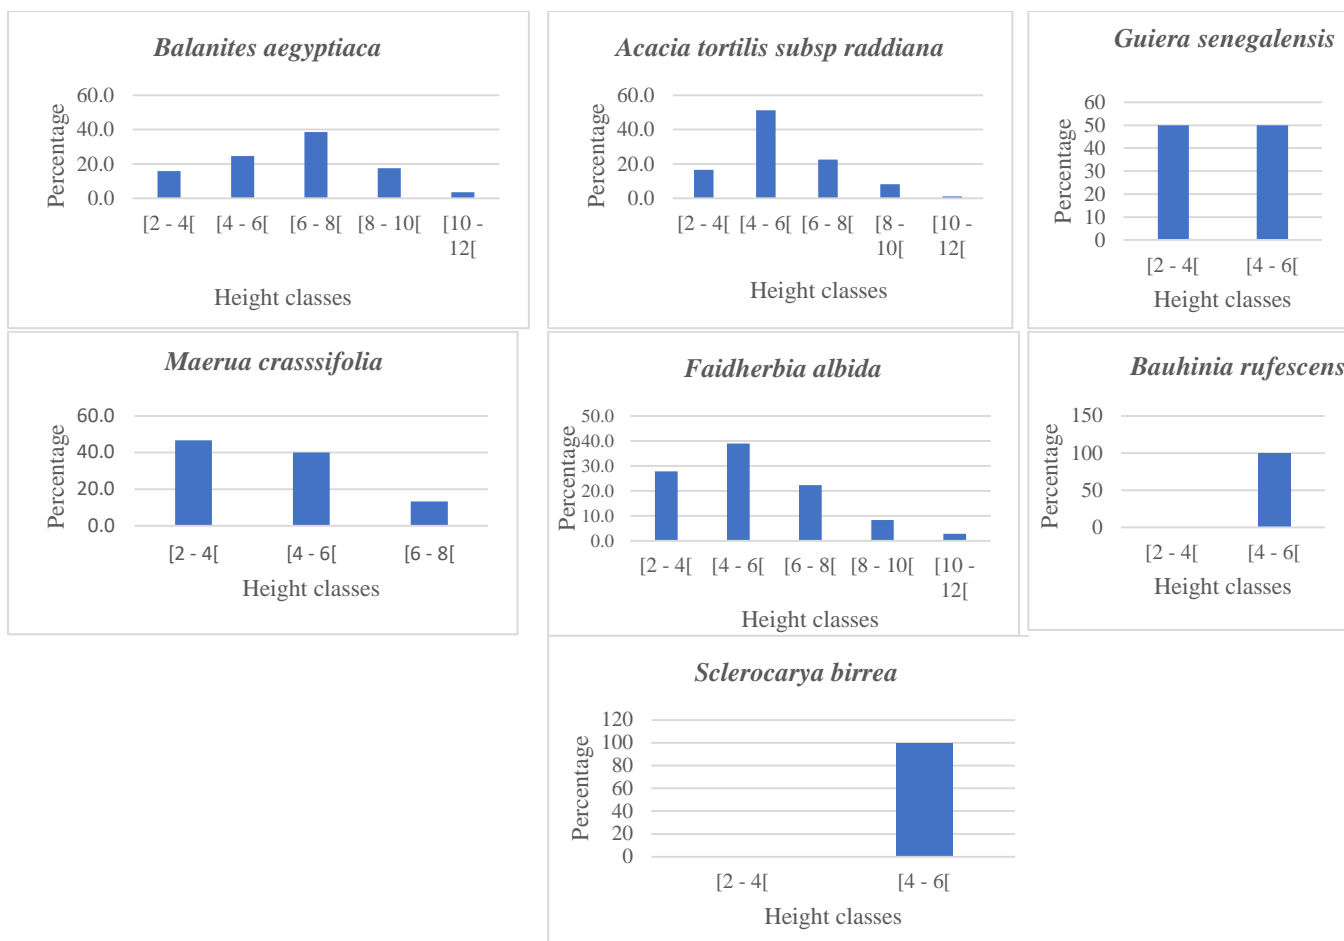 Balanites aegyptiaca
Percentage
60.0
40.0
20.0
0.0
[2 - 4[ [4 - 6[ [6 - 8[ [8 - 10[ [10 -
12[
Height classes
Acacia tortilis subsp raddiana
Percentage
60.0
40.0
20.0
0.0
[2 - 4[ [4 - 6[ [6 - 8[ [8 - [10 -
10[ 12[
Height classes
Guiera senegalensis
Percentage
60
50
40
30
20
10
0
[2 - 4[ [4 - 6[
Height classes
Maerua crasssifolia
Percentage
60.0
40.0
20.0
0.0
[2 - 4[ [4 - 6[ [6 - 8[
Height classes
Faidherbia albida
Percentage
50.0
40.0
30.0
20.0
10.0
0.0
[2 - 4[ [4 - 6[ [6 - 8[ [8 - 10[ [10 -
12[
Height classes
Bauhinia rufescens
Percentage
150
100
50
0
[2 - 4[ [4 - 6[
Height classes
Sclerocarya birrea
Percentage
120
100
80
60
40
20
0
[2 - 4[ [4 - 6[
Height classes